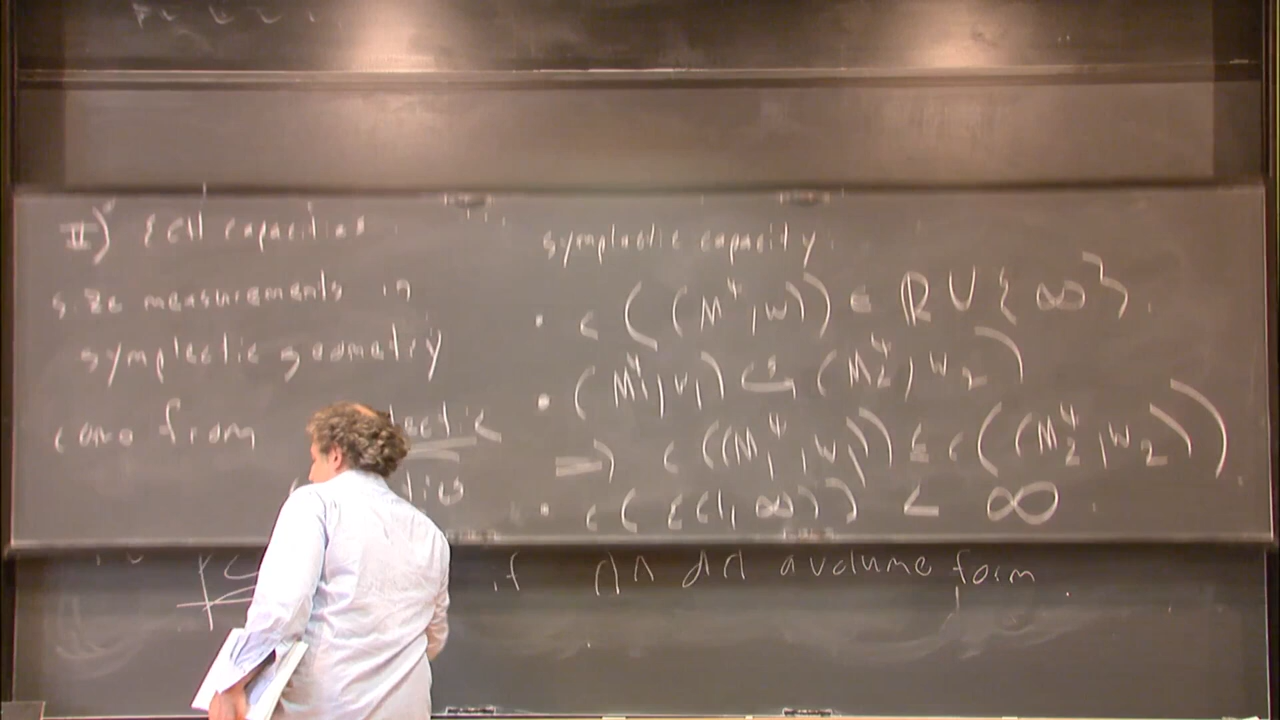 II) ECH capacities
size measurements in
symplectic geometry
come from
symplectic capacity
• c((M⁴, ω)) ∈ ℝ ∪ {∞}.
• (M₁⁴, ω₁) ↪ˢ (M₂⁴, ω₂)
⇒ c((M₁⁴, ω₁)) ≤ c((M₂⁴, ω₂)).
• c(E(1, ∞)) < ∞.
if λ∧dλ a volume form.